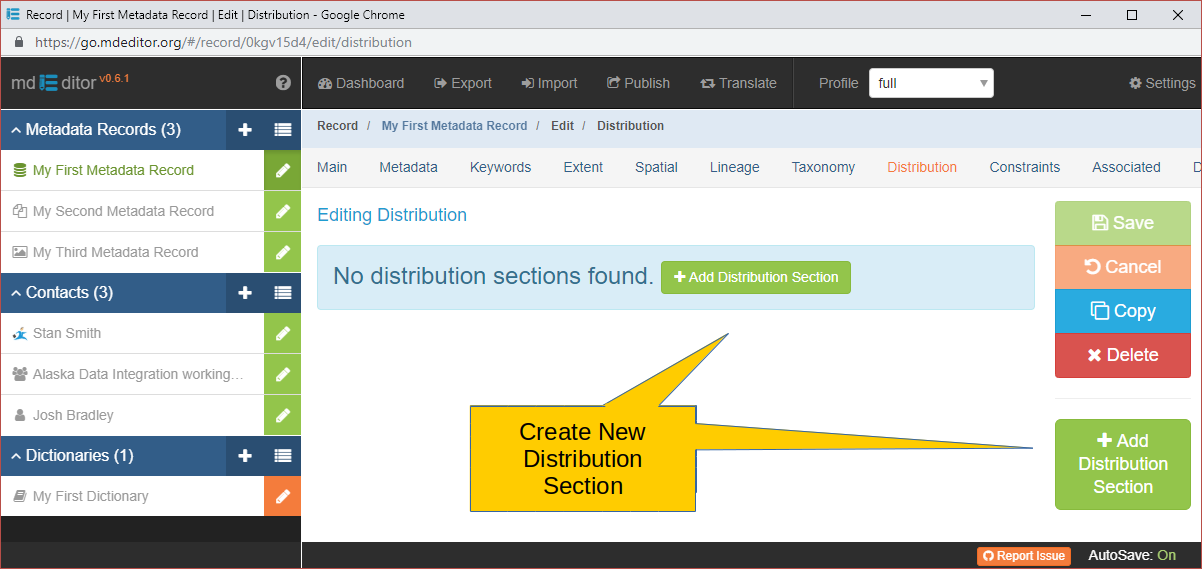 Record | My First Metadata Record | Edit | Distribution - Google Chrome
https://go.mdeditor.org/#/record/0kgv15d4/edit/distribution
md ditor v0.6.1
Dashboard Export Import Publish Translate Profile full Settings
Metadata Records (3)
My First Metadata Record
My Second Metadata Record
My Third Metadata Record
Contacts (3)
Stan Smith
Alaska Data Integration working...
Josh Bradley
Dictionaries (1)
My First Dictionary
Record / My First Metadata Record / Edit / Distribution
Main Metadata Keywords Extent Spatial Lineage Taxonomy Distribution Constraints Associated D
Editing Distribution
No distribution sections found. Add Distribution Section
Save
Cancel
Copy
Delete
Create New
Distribution
Section
Add
Distribution
Section
Report Issue AutoSave: On